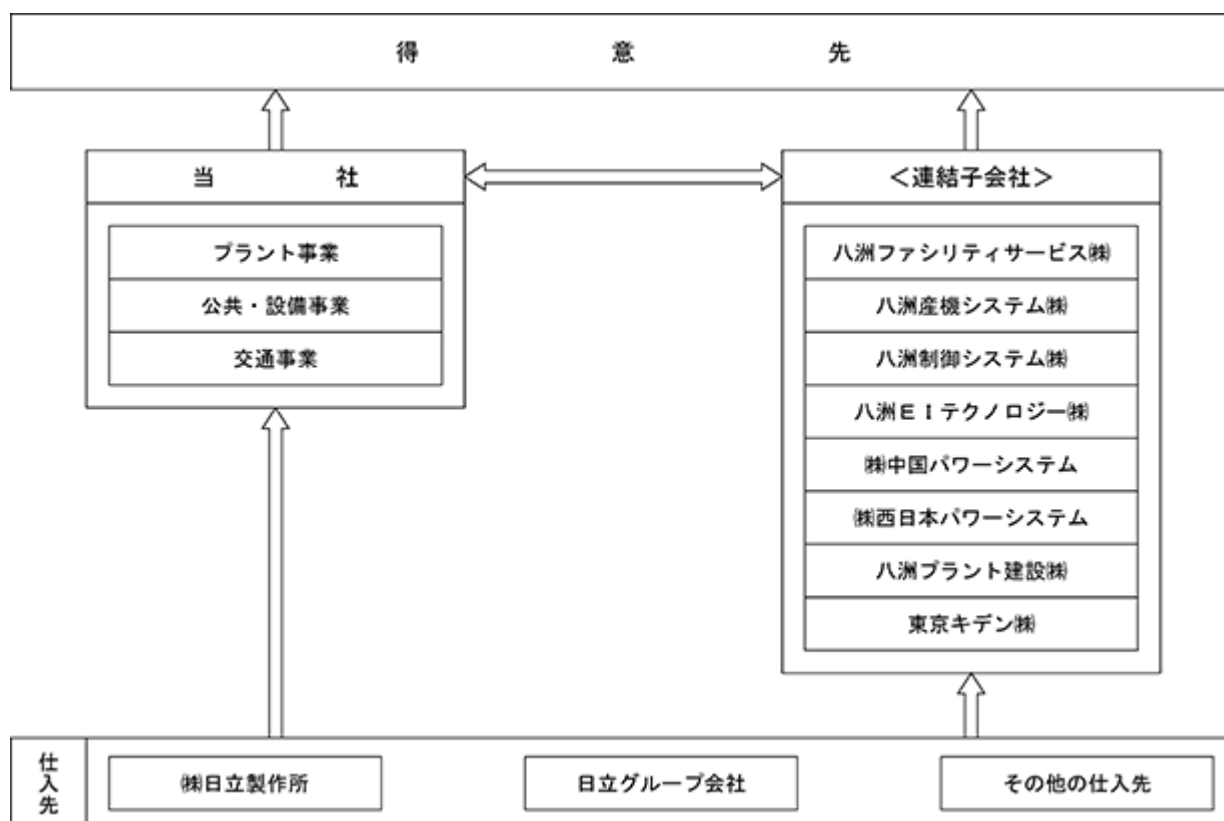 得意先
当社
<連結子会社>
プラント事業
公共・設備事業
交通事業
八洲ファシリティサービス㈱
八洲産機システム㈱
八洲制御システム㈱
八洲ＥＩテクノロジー㈱
㈱中国パワーシステム
㈱西日本パワーシステム
八洲プラント建設㈱
東京キデン㈱
仕入先
㈱日立製作所
日立グループ会社
その他の仕入先